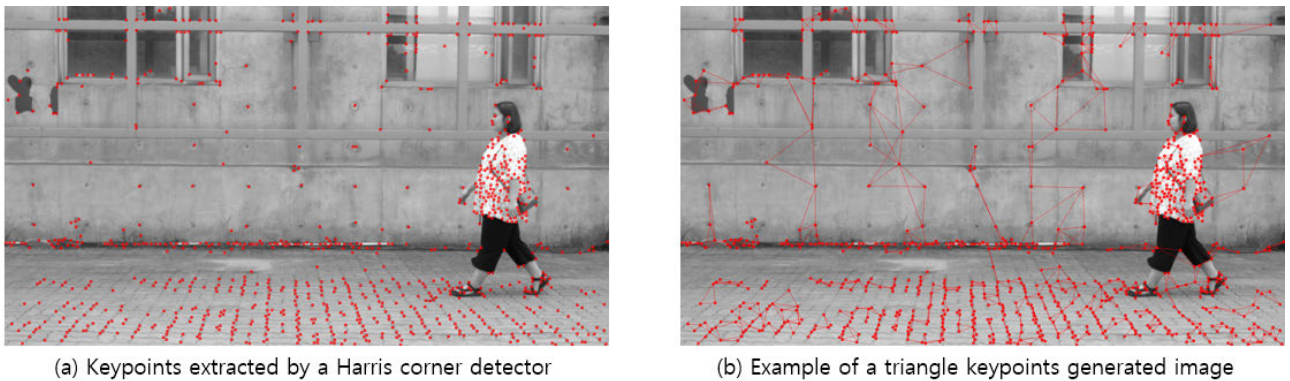 (a) Keypoints extracted by a Harris corner detector
(b) Example of a triangle keypoints generated image